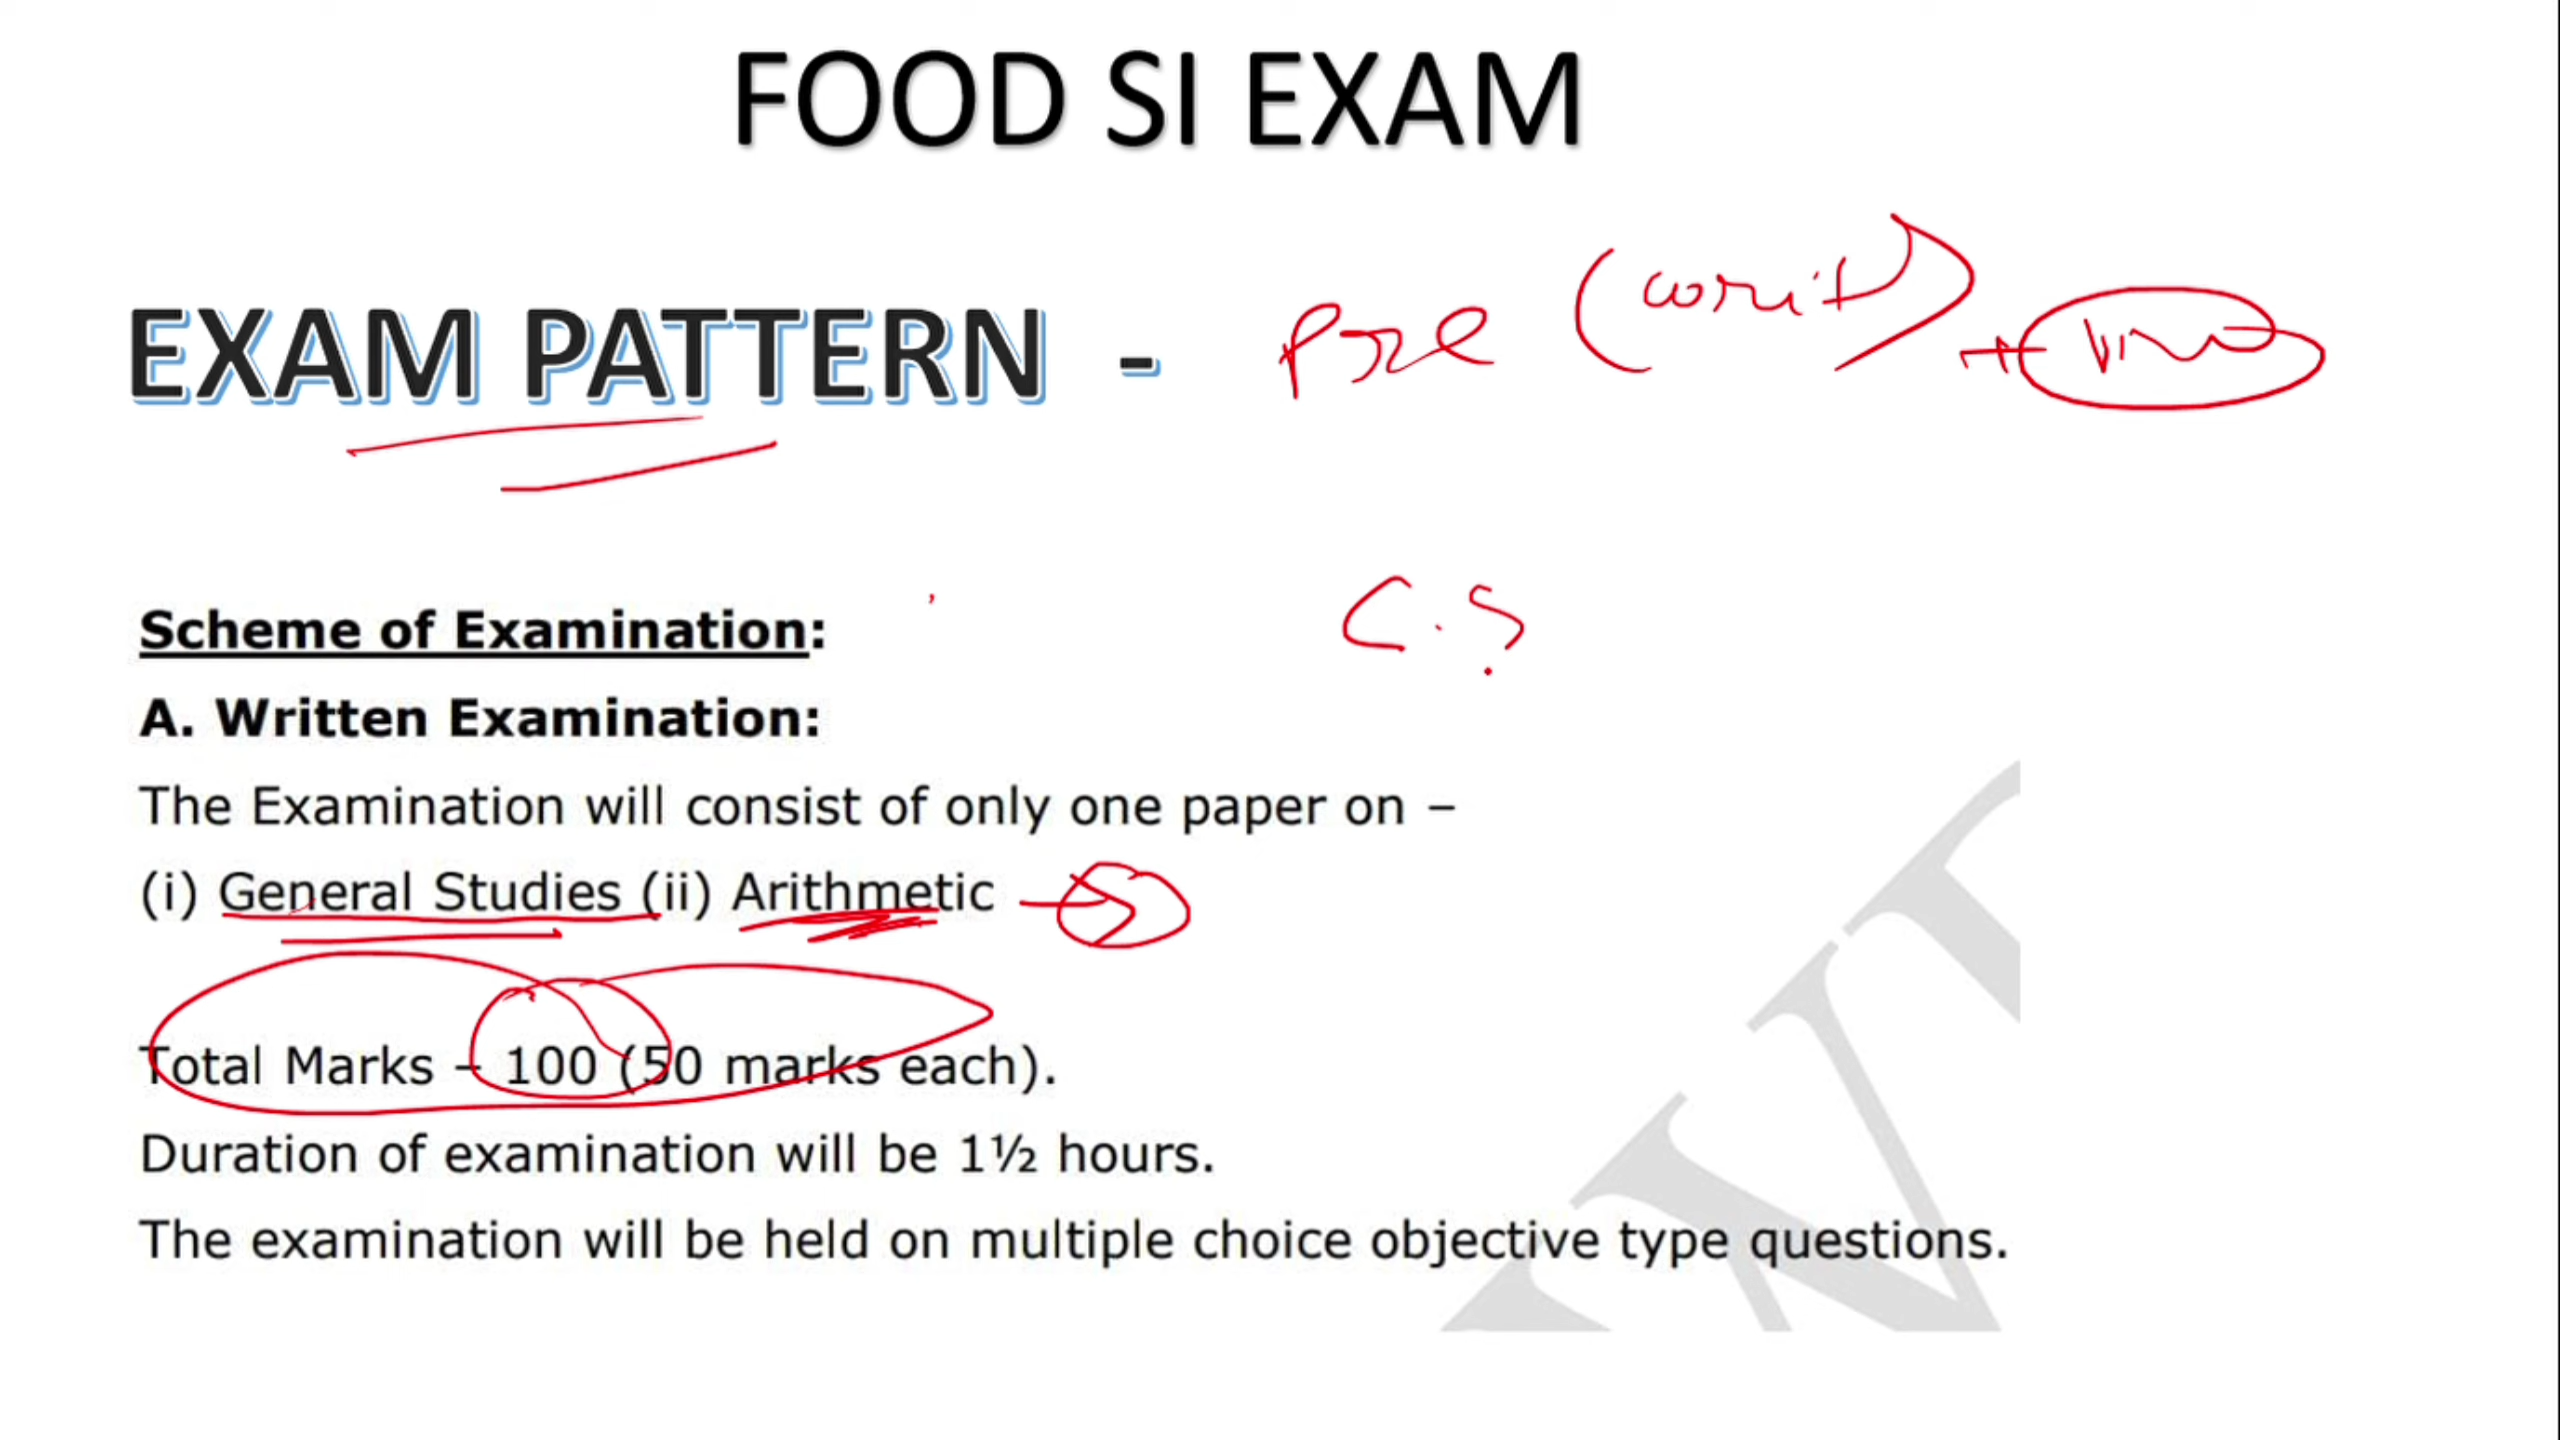 FOOD SI EXAM
EXAM PATTERN - Pre (writ) +
C.S
Scheme of Examination:
A. Written Examination:
The Examination will consist of only one paper on –
(i) General Studies (ii) Arithmetic
Total Marks – 100 (50 marks each).
Duration of examination will be 1½ hours.
The examination will be held on multiple choice objective type questions.